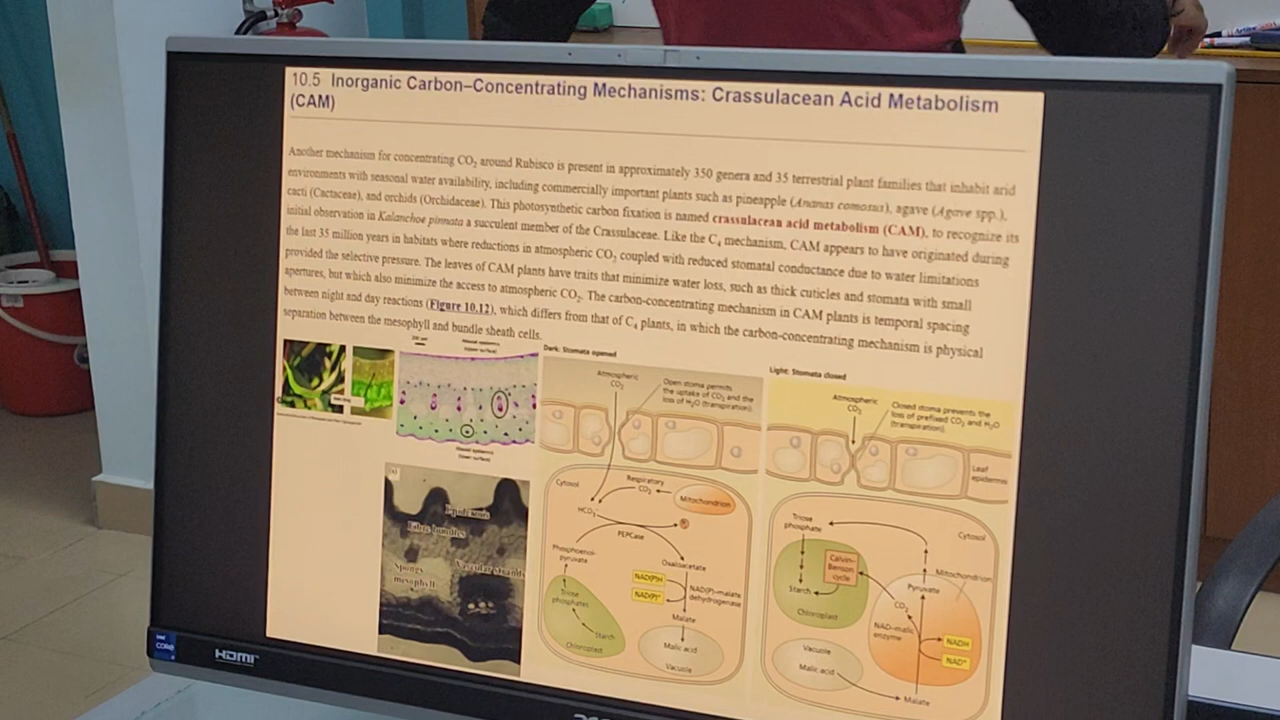 10.5 Inorganic Carbon–Concentrating Mechanisms: Crassulacean Acid Metabolism
(CAM)
Another mechanism for concentrating CO₂ around Rubisco is present in approximately 350 genera and 35 terrestrial plant families that inhabit arid
environments with seasonal water availability, including commercially important plants such as pineapple (Ananas comosus), agave (Agave spp.),
cacti (Cactaceae), and orchids (Orchidaceae). This photosynthetic carbon fixation is named crassulacean acid metabolism (CAM), to recognize its
initial observation in Kalanchoe pinnata a succulent member of the Crassulaceae. Like the C₄ mechanism, CAM appears to have originated during
the last 35 million years in habitats where reductions in atmospheric CO₂ coupled with reduced stomatal conductance due to water limitations
provided the selective pressure. The leaves of CAM plants have traits that minimize water loss, such as thick cuticles and stomata with small
apertures, but which also minimize the access to atmospheric CO₂. The carbon-concentrating mechanism in CAM plants is temporal spacing
between night and day reactions (Figure 10.12), which differs from that of C₄ plants, in which the carbon-concentrating mechanism is physical
separation between the mesophyll and bundle sheath cells.
Epidermis
Fibre bundles
Spongy
mesophyll
Vascular strands
Dark: Stomata opened
Atmospheric
CO₂
Open stoma permits
the uptake of CO₂ and the
loss of H₂O (transpiration)
Cytosol
Respiratory
CO₂
Mitochondrion
HCO₃⁻
PEPCase
Phosphoenol-
pyruvate
Oxaloacetate
NAD(P)H
NAD(P)⁺
NAD(P)–malate
dehydrogenase
Triose
phosphates
Starch
Chloroplast
Malate
Malic acid
Vacuole
Light: Stomata closed
Atmospheric
CO₂
Closed stoma prevents the
loss of prefixed CO₂ and H₂O
(transpiration)
Leaf
epidermis
Triose
phosphate
Cytosol
Calvin–
Benson
cycle
Starch
Chloroplast
Mitochondrion
Pyruvate
CO₂
NAD–malic
enzyme
NADH
NAD⁺
Vacuole
Malic acid
Malate
intel
CORE
HDMI